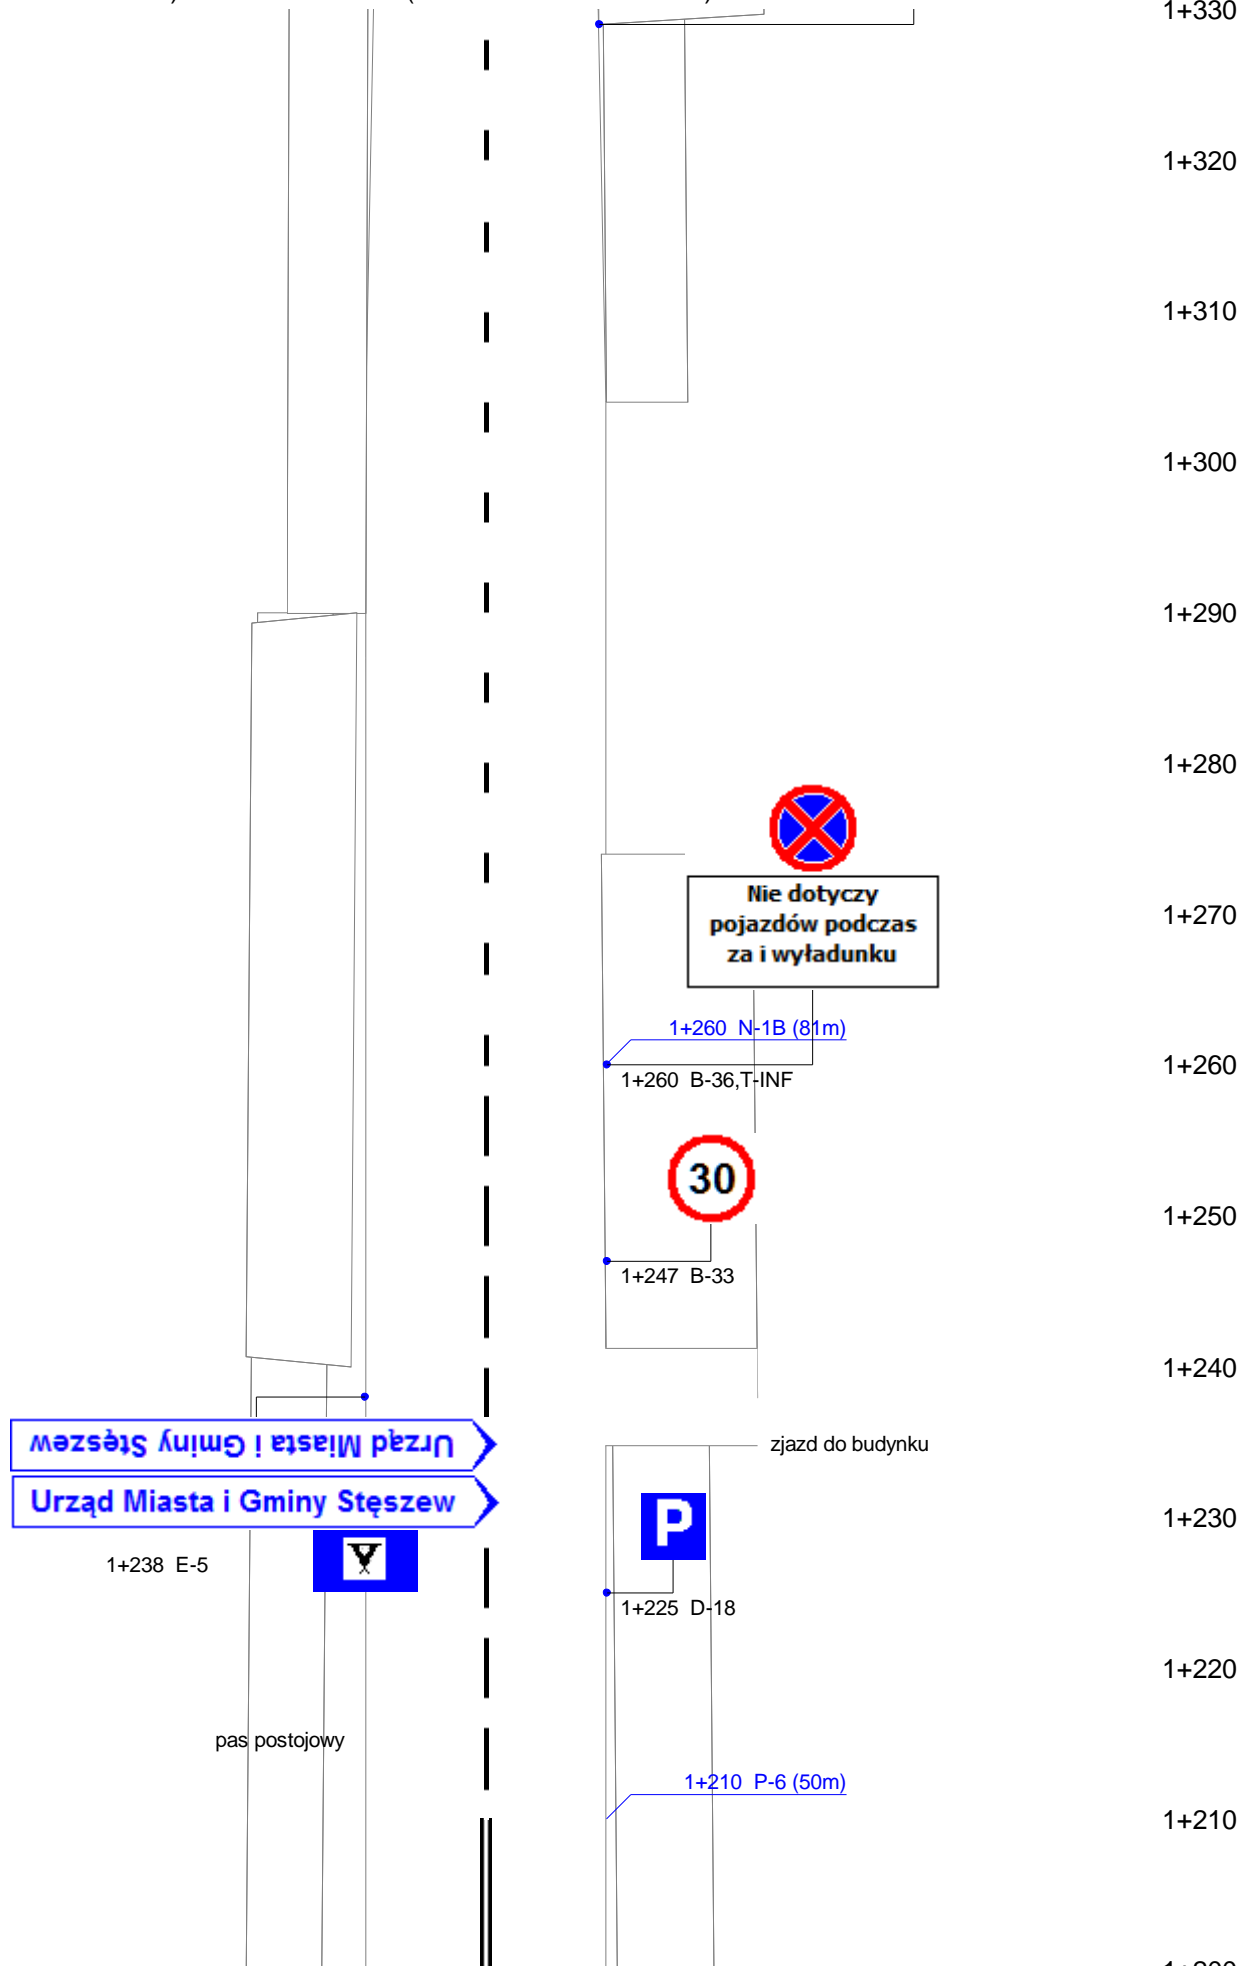 1+330
1+320
1+310
1+300
1+290
1+280
Nie dotyczy
pojazdów podczas
za i wyładunku
1+270
1+260 N-1B (81m)
1+260
1+260 B-36,T-INF
30
1+250
1+247 B-33
1+240
Urząd Miasta i Gminy Stęszew
zjazd do budynku
Urząd Miasta i Gminy Stęszew
P
1+230
1+238 E-5
1+225 D-18
1+220
pas postojowy
1+210 P-6 (50m)
1+210